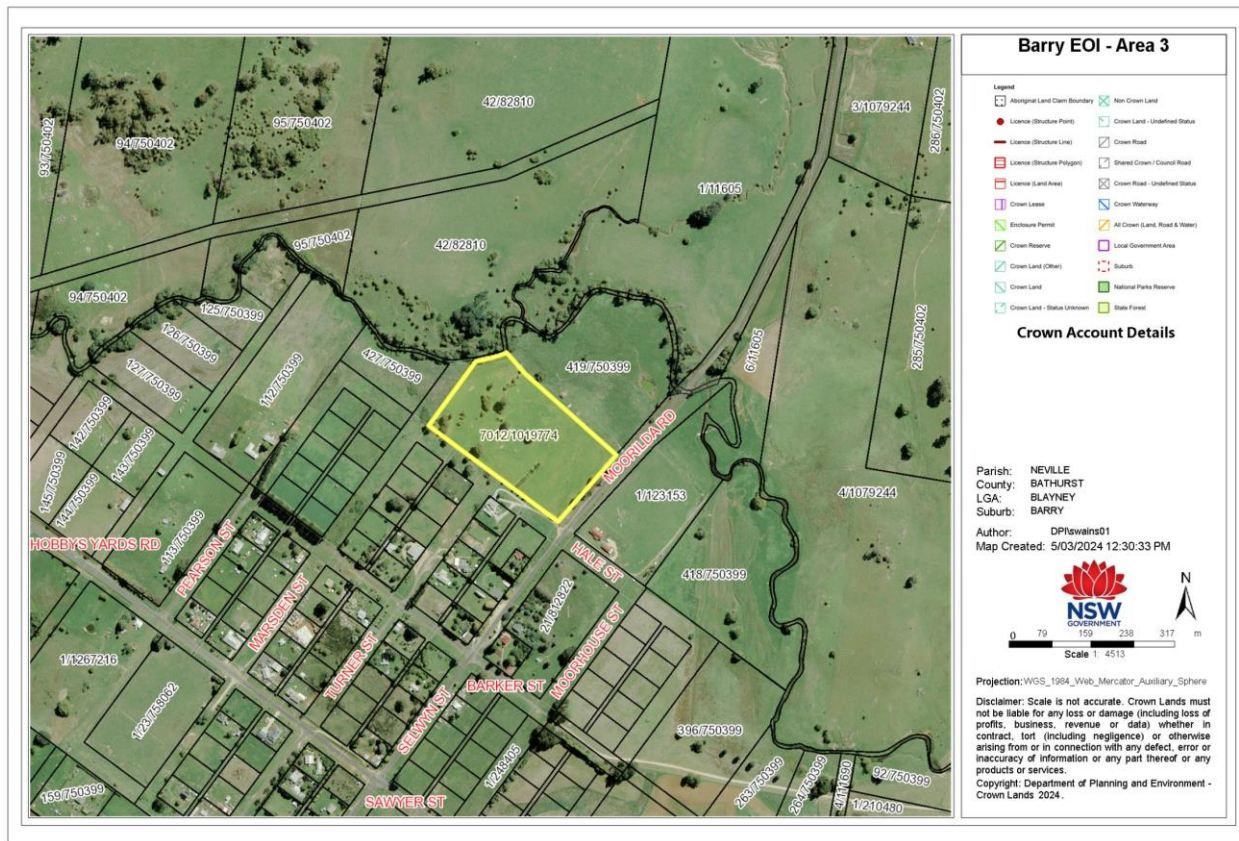 Barry EOI - Area 3
Legend
Aboriginal Land Claim Boundary
Licence (Structure Point)
Licence (Structure Line)
Licence (Structure Polygon)
Licence (Land Area)
Crown Lease
Enclosure Permit
Crown Reserve
Crown Land (Other)
Crown Land
Crown Land - Status Unknown
Non Crown Land
Crown Land - Undefined Status
Crown Road
Shared Crown / Council Road
Crown Road - Undefined Status
Crown Waterway
All Crown (Land, Road & Water)
Local Government Area
Suburb
National Parks Reserve
State Forest
Crown Account Details
Parish: NEVILLE
County: BATHURST
LGA: BLAYNEY
Suburb: BARRY
Author: DPI\swains01
Map Created: 5/03/2024 12:30:33 PM
NSW
GOVERNMENT
N
0 79 159 238 317 m
Scale 1: 4513
Projection:WGS_1984_Web_Mercator_Auxiliary_Sphere
Disclaimer: Scale is not accurate. Crown Lands must
not be liable for any loss or damage (including loss of
profits, business, revenue or data) whether in
contract, tort (including negligence) or otherwise
arising from or in connection with any defect, error or
inaccuracy of information or any part thereof or any
products or services.
Copyright: Department of Planning and Environment -
Crown Lands 2024.
93/750402
94/750402
95/750402
42/82810
3/1079244
286/750402
1/11605
95/750402
42/82810
94/750402
125/750399
126/750399
127/750399
112/750399
427/750399
419/750399
6/11605
285/750402
142/750399
143/750399
145/750399
144/750399
113/750399
7012/1019774
MOORILDA RD
1/123153
4/1079244
HOBBYS YARDS RD
PEARSON ST
MARSDEN ST
TURNER ST
SELWYN ST
HALE ST
418/750399
21/812822
MOORHOUSE ST
BARKER ST
1/1267216
1/23/758062
396/750399
159/750399
SAWYER ST
1/248405
263/750399
264/750399
4/111690
92/750399
1/210480